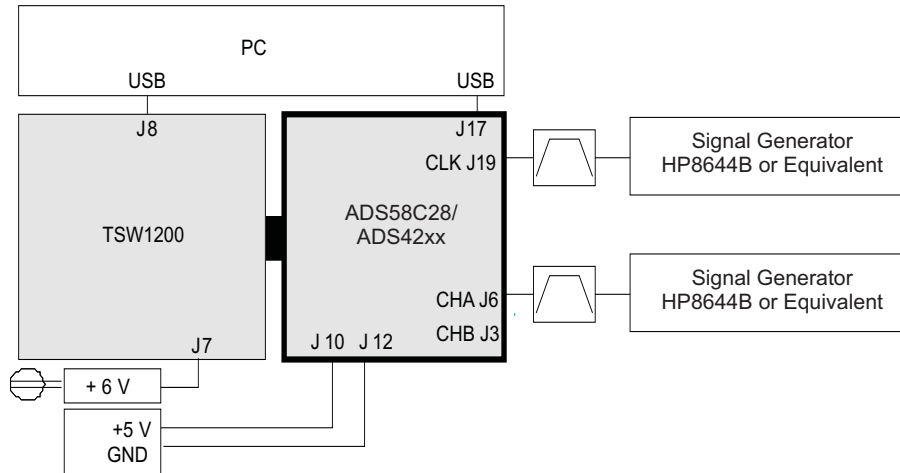 PC
USB
USB
J8
J17
CLK J19
Signal Generator
HP8644B or Equivalent
TSW1200
ADS58C28/
ADS42xx
CHA J6
CHB J3
Signal Generator
HP8644B or Equivalent
J7
J 10
J 12
+ 6 V
+5 V
GND